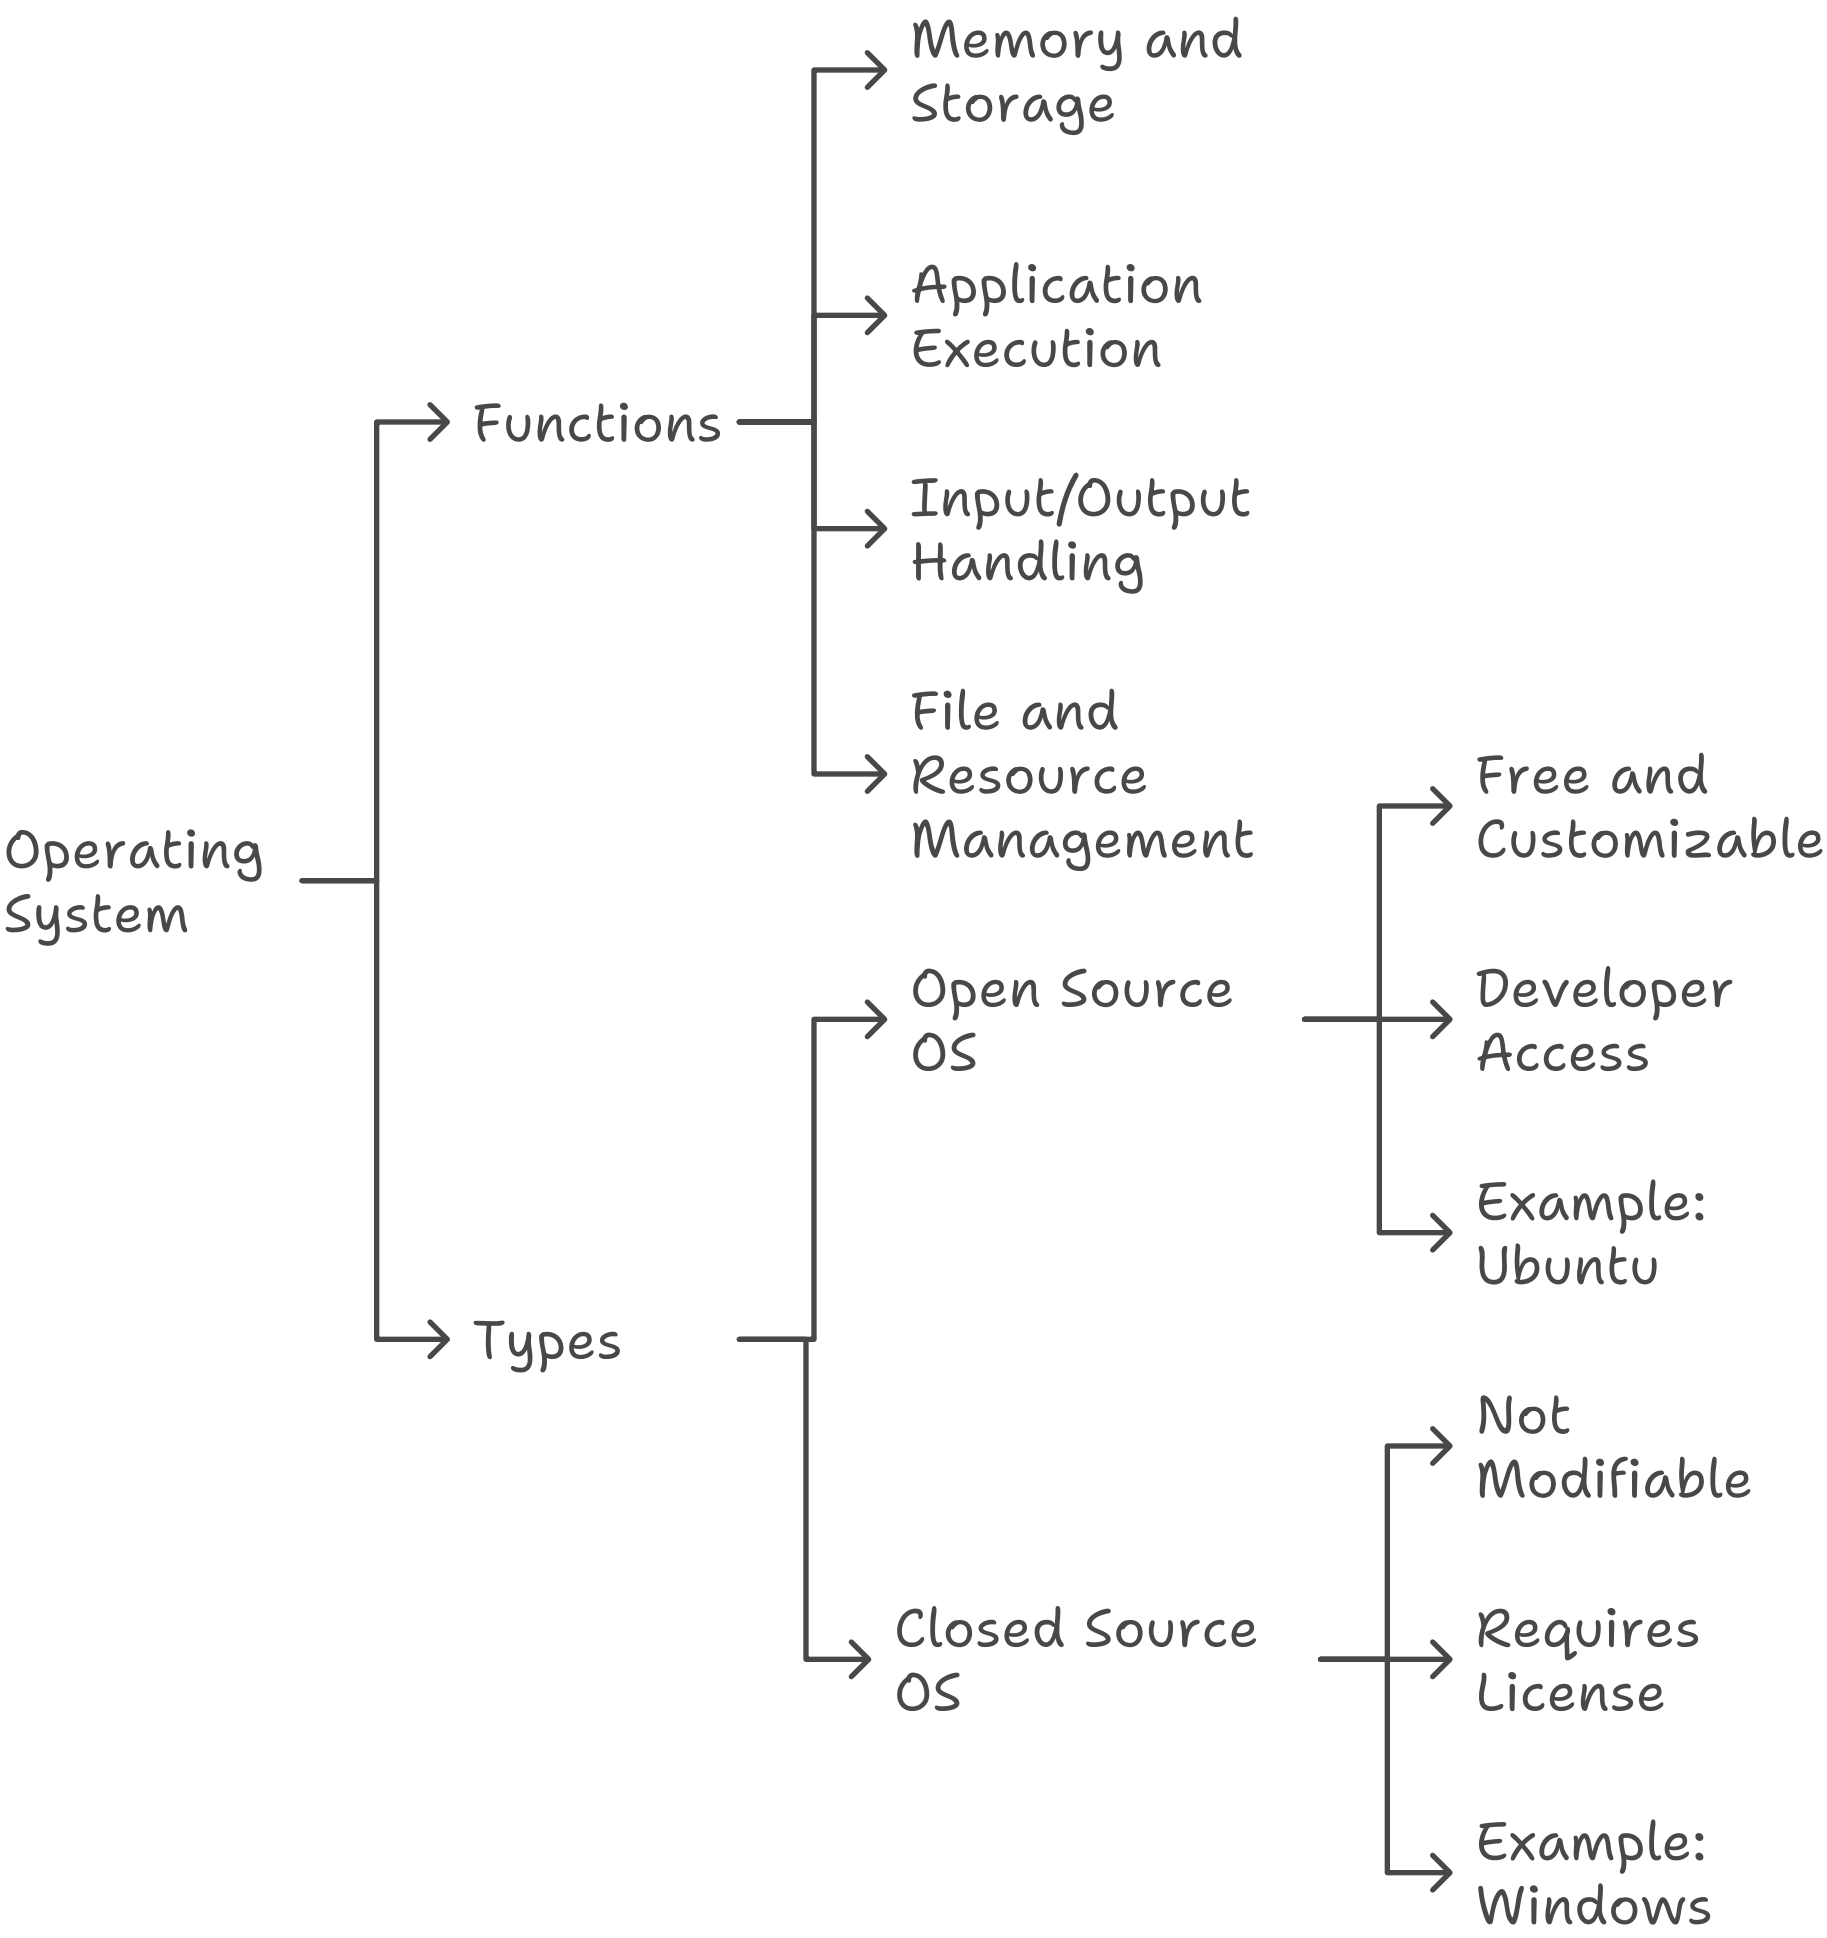 Memory and
Storage
Application
Execution
Functions
Input/Output
Handling
File and
Resource
Management
Operating
System
Free and
Customizable
Open Source
OS
Developer
Access
Example:
Ubuntu
Types
Not
Modifiable
Closed Source
OS
Requires
License
Example:
Windows